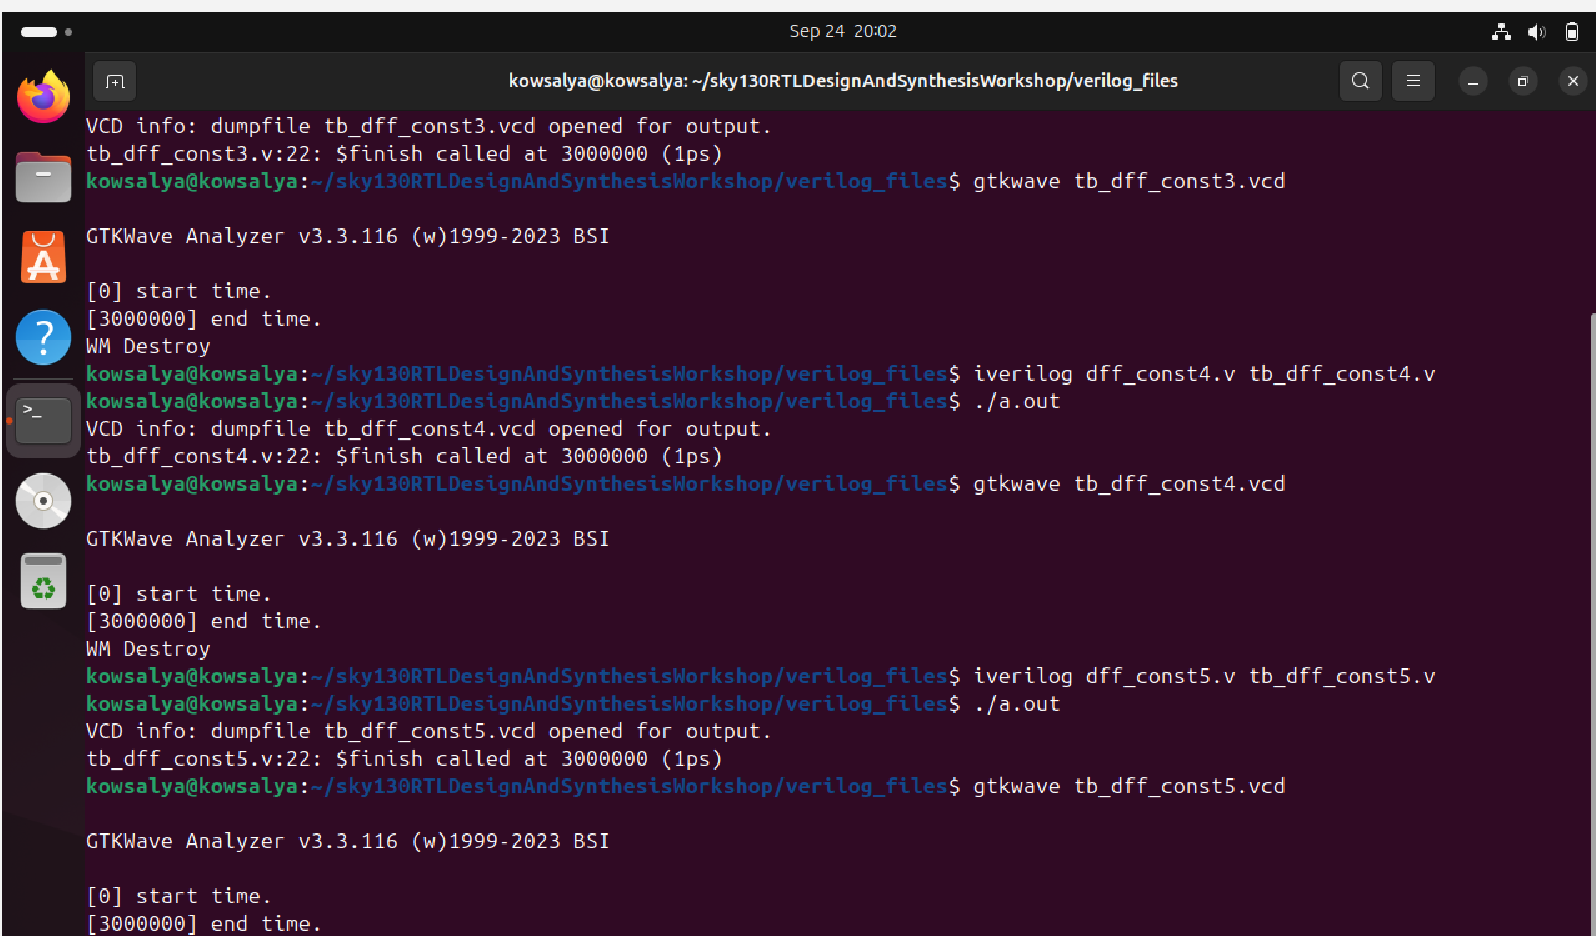 Sep 24 20:02
kowsalya@kowsalya: ~/sky130RTLDesignAndSynthesisWorkshop/verilog_files
VCD info: dumpfile tb_dff_const3.vcd opened for output.
tb_dff_const3.v:22: $finish called at 3000000 (1ps)
kowsalya@kowsalya:~/sky130RTLDesignAndSynthesisWorkshop/verilog_files$ gtkwave tb_dff_const3.vcd
GTKWave Analyzer v3.3.116 (w)1999-2023 BSI
[0] start time.
[3000000] end time.
WM Destroy
kowsalya@kowsalya:~/sky130RTLDesignAndSynthesisWorkshop/verilog_files$ iverilog dff_const4.v tb_dff_const4.v
kowsalya@kowsalya:~/sky130RTLDesignAndSynthesisWorkshop/verilog_files$ ./a.out
VCD info: dumpfile tb_dff_const4.vcd opened for output.
tb_dff_const4.v:22: $finish called at 3000000 (1ps)
kowsalya@kowsalya:~/sky130RTLDesignAndSynthesisWorkshop/verilog_files$ gtkwave tb_dff_const4.vcd
GTKWave Analyzer v3.3.116 (w)1999-2023 BSI
[0] start time.
[3000000] end time.
WM Destroy
kowsalya@kowsalya:~/sky130RTLDesignAndSynthesisWorkshop/verilog_files$ iverilog dff_const5.v tb_dff_const5.v
kowsalya@kowsalya:~/sky130RTLDesignAndSynthesisWorkshop/verilog_files$ ./a.out
VCD info: dumpfile tb_dff_const5.vcd opened for output.
tb_dff_const5.v:22: $finish called at 3000000 (1ps)
kowsalya@kowsalya:~/sky130RTLDesignAndSynthesisWorkshop/verilog_files$ gtkwave tb_dff_const5.vcd
GTKWave Analyzer v3.3.116 (w)1999-2023 BSI
[0] start time.
[3000000] end time.